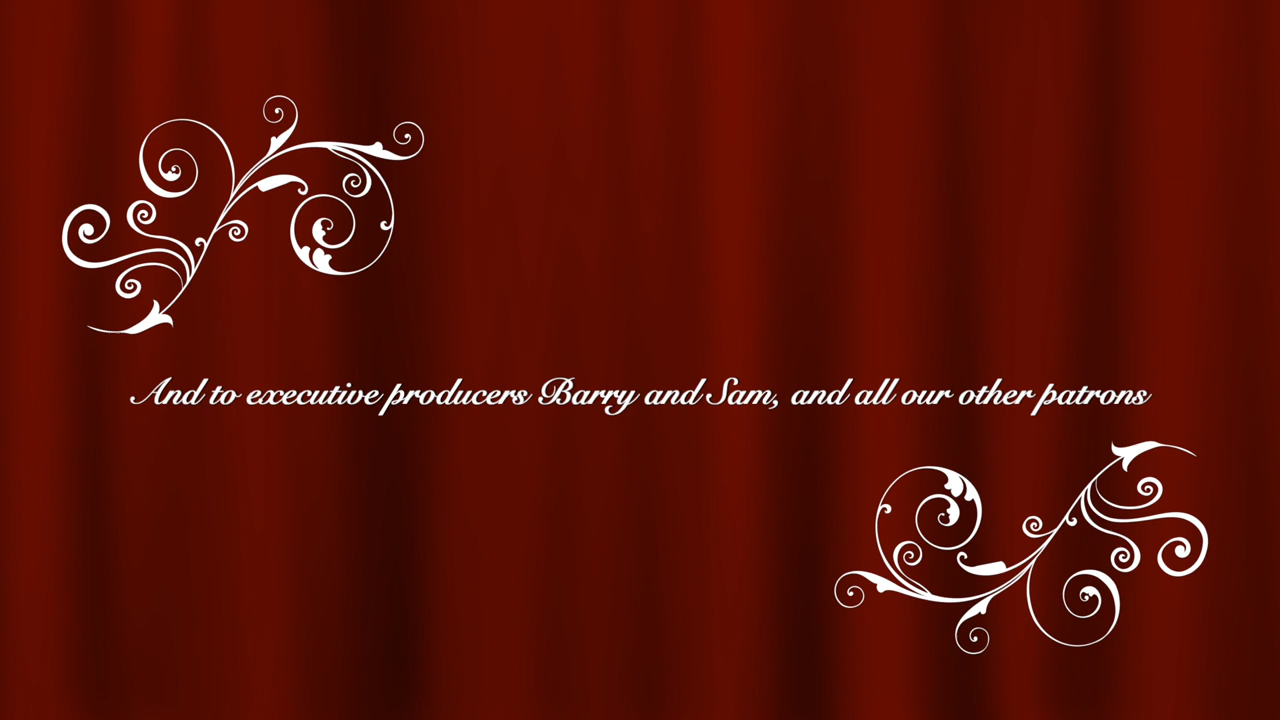 And to executive producers Barry and Sam, and all our other patrons